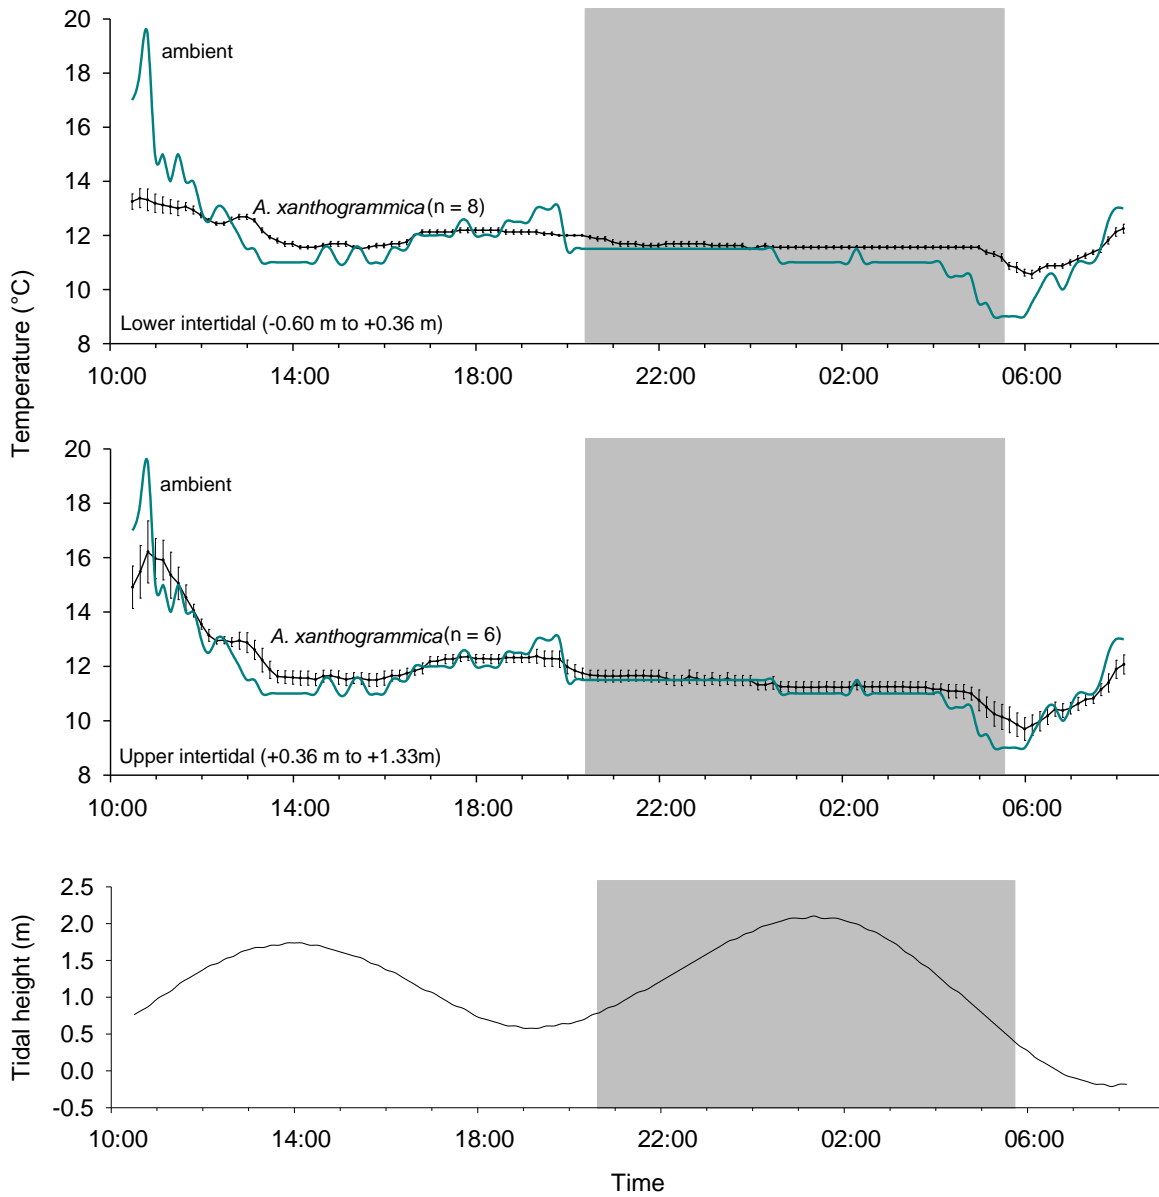 20
18
16
14
12
10
8
ambient
A. xanthogrammica (n = 8)
Lower intertidal (-0.60 m to +0.36 m)
10:00 14:00 18:00 22:00 02:00 06:00
Temperature (°C)
20
18
16
14
12
10
8
ambient
A. xanthogrammica (n = 6)
Upper intertidal (+0.36 m to +1.33m)
10:00 14:00 18:00 22:00 02:00 06:00
Tidal height (m)
2.5
2.0
1.5
1.0
0.5
0.0
-0.5
10:00 14:00 18:00 22:00 02:00 06:00
Time